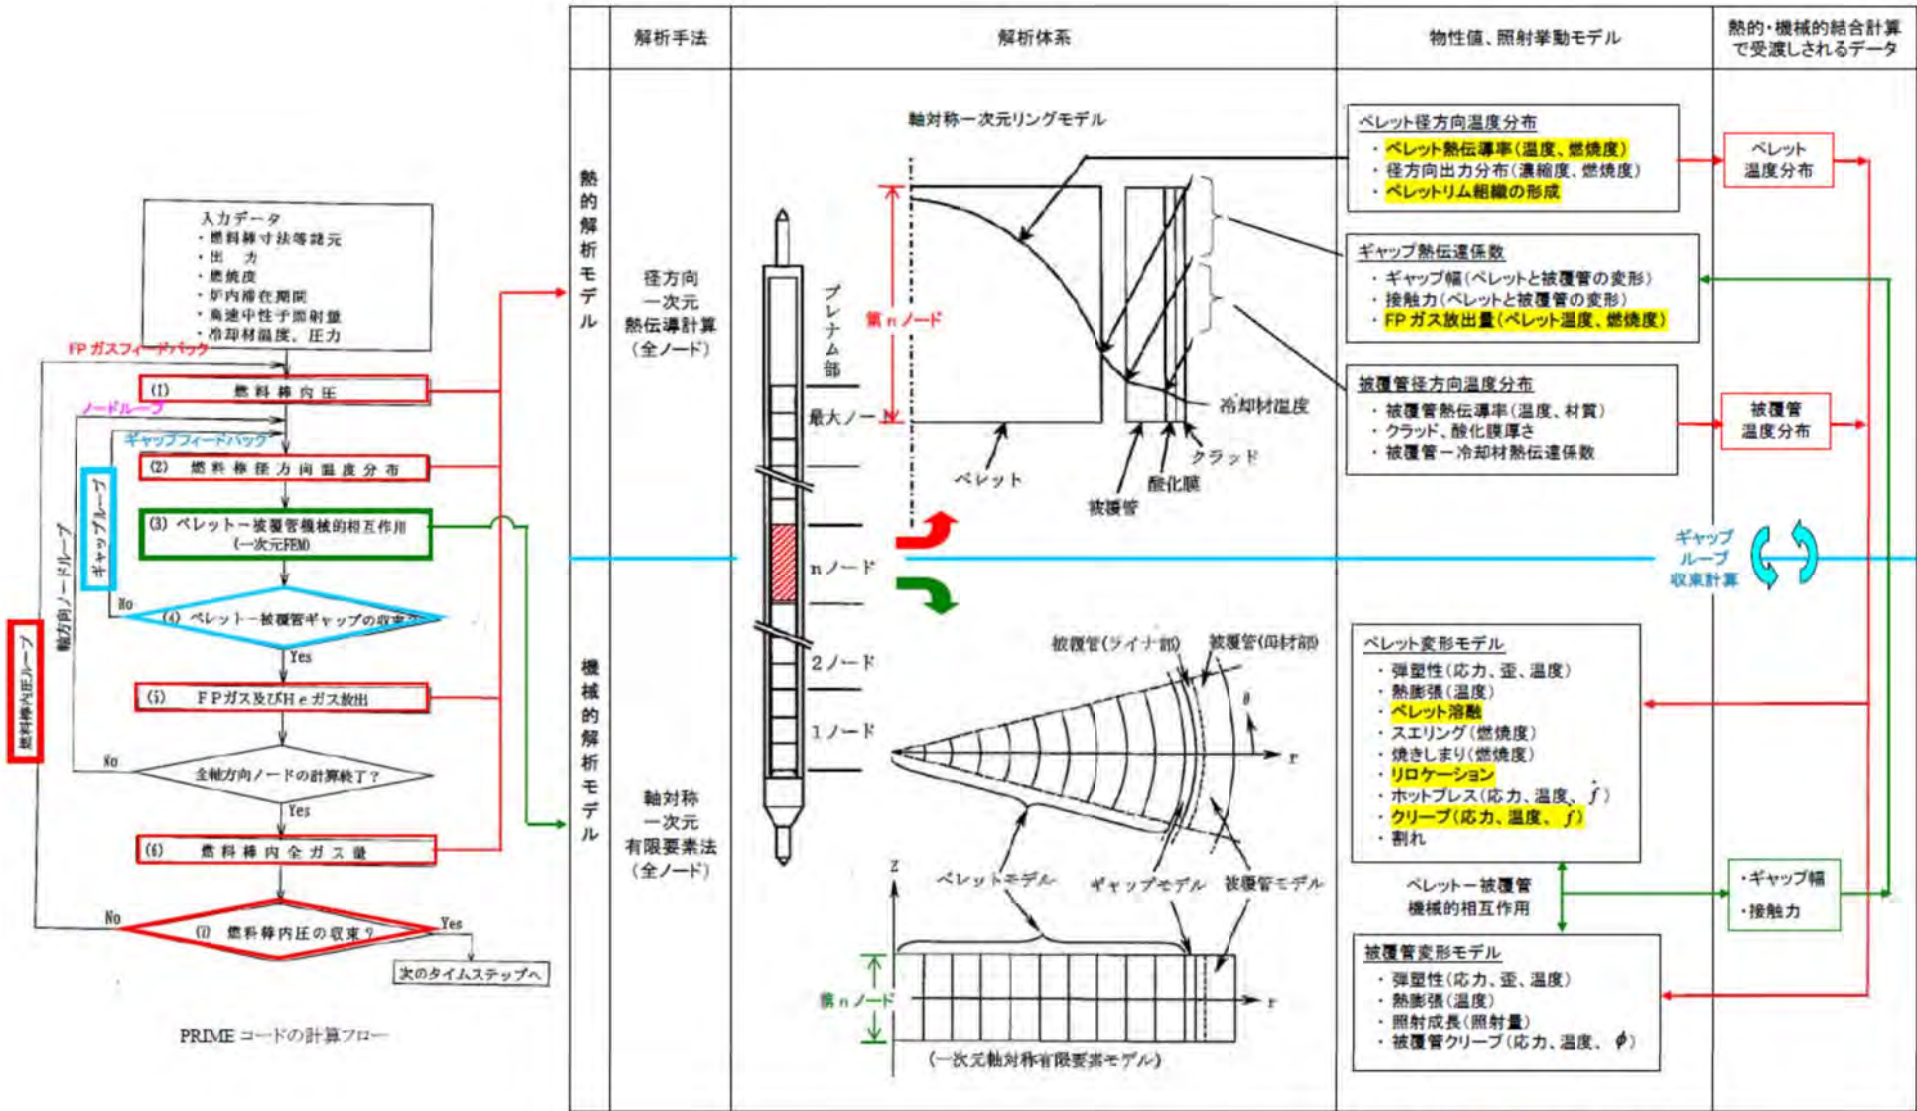 解析手法
解析体系
物性値、照射挙動モデル
熱的・機械的結合計算
で受渡しされるデータ
入力データ
・燃料棒寸法等諸元
・出　力
・燃焼度
・炉内滞在期間
・高速中性子照射量
・冷却材温度、圧力
FPガスフィードバック
(1)　燃料棒内圧
ノードループ
ギャップフィードバック
(2)　燃料棒径方向温度分布
(3) ペレットー被覆管機械的相互作用
(一次元FEM)
No
(4) ペレットー被覆管ギャップの収束?
Yes
(5)　FPガス及びHeガス放出
No
全軸方向ノードの計算終了?
Yes
(6)　燃料棒内全ガス量
No
(7) 燃料棒内圧の収束?
Yes
次のタイムステップへ
燃料棒内圧ループ
軸方向ノードループ
ギャップループ
PRIME コードの計算フロー
熱的解析モデル
径方向
一次元
熱伝導計算
(全ノード)
機械的解析モデル
軸対称
一次元
有限要素法
(全ノード)
プレナム部
最大ノード
nノード
2ノード
1ノード
軸対称一次元リングモデル
第nノード
冷却材温度
クラッド
酸化膜
被覆管
ペレット
被覆管(ライナ部)
被覆管(母材部)
θ
r
ペレットモデル
ギャップモデル
被覆管モデル
Z
第nノード
r
(一次元軸対称有限要素モデル)
ペレット径方向温度分布
・ペレット熱伝導率(温度、燃焼度)
・径方向出力分布(濃縮度、燃焼度)
・ペレットリム組織の形成
ギャップ熱伝達係数
・ギャップ幅(ペレットと被覆管の変形)
・接触力(ペレットと被覆管の変形)
・FPガス放出量(ペレット温度、燃焼度)
被覆管径方向温度分布
・被覆管熱伝導率(温度、材質)
・クラッド、酸化膜厚さ
・被覆管ー冷却材熱伝達係数
ペレット
温度分布
被覆管
温度分布
ギャップ
ループ
収束計算
ペレット変形モデル
・弾塑性(応力、歪、温度)
・熱膨張(温度)
・ペレット溶融
・スエリング(燃焼度)
・焼きしまり(燃焼度)
・リロケーション
・ホットプレス(応力、温度、ḟ)
・クリープ(応力、温度、ḟ)
・割れ
ペレットー被覆管
機械的相互作用
・ギャップ幅
・接触力
被覆管変形モデル
・弾塑性(応力、歪、温度)
・熱膨張(温度)
・照射成長(照射量)
・被覆管クリープ(応力、温度、φ)